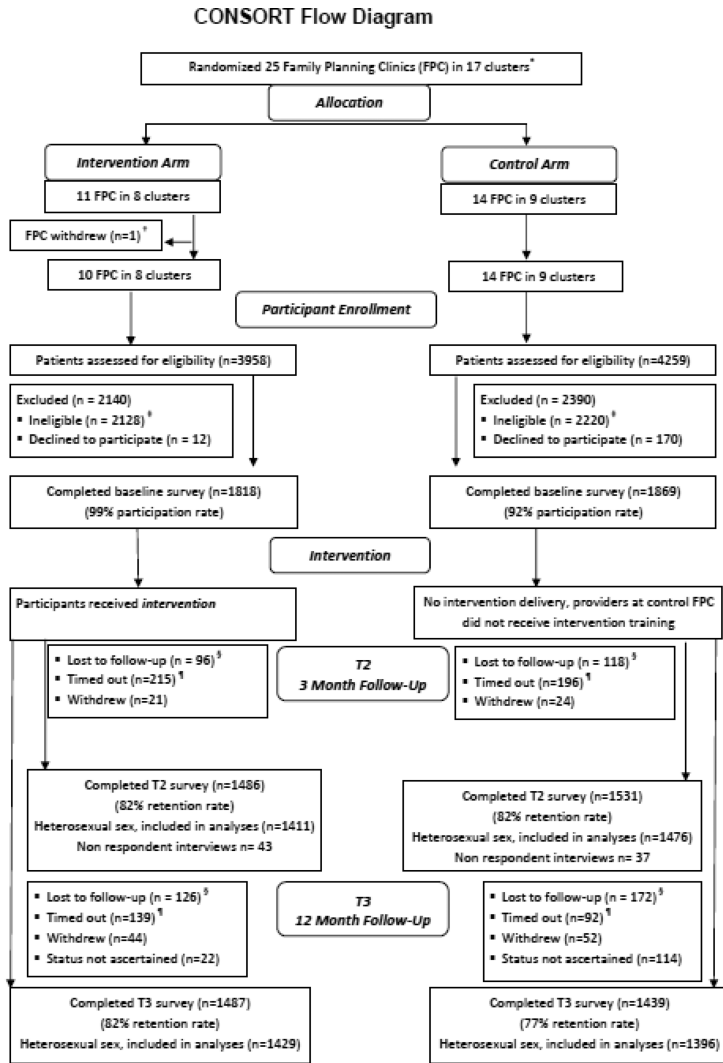 CONSORT Flow Diagram
Randomized 25 Family Planning Clinics (FPC) in 17 clusters*
Allocation
Intervention Arm
Control Arm
11 FPC in 8 clusters
14 FPC in 9 clusters
FPC withdrew (n=1)†
10 FPC in 8 clusters
14 FPC in 9 clusters
Participant Enrollment
Patients assessed for eligibility (n=3958)
Patients assessed for eligibility (n=4259)
Excluded (n = 2140)
▪ Ineligible (n = 2128)‡
▪ Declined to participate (n = 12)
Excluded (n = 2390)
▪ Ineligible (n = 2220)‡
▪ Declined to participate (n = 170)
Completed baseline survey (n=1818)
(99% participation rate)
Completed baseline survey (n=1869)
(92% participation rate)
Intervention
Participants received intervention
No intervention delivery, providers at control FPC
did not receive intervention training
▪ Lost to follow-up (n = 96)§
▪ Timed out (n=215)¶
▪ Withdrew (n=21)
T2
3 Month Follow-Up
▪ Lost to follow-up (n = 118)§
▪ Timed out (n=196)¶
▪ Withdrew (n=24)
Completed T2 survey (n=1486)
(82% retention rate)
Heterosexual sex, included in analyses (n=1411)
Non respondent interviews n= 43
Completed T2 survey (n=1531)
(82% retention rate)
Heterosexual sex, included in analyses (n=1476)
Non respondent interviews n= 37
▪ Lost to follow-up (n = 126)§
▪ Timed out (n=139)¶
▪ Withdrew (n=44)
▪ Status not ascertained (n=22)
T3
12 Month Follow-Up
▪ Lost to follow-up (n = 172)§
▪ Timed out (n=92)¶
▪ Withdrew (n=52)
▪ Status not ascertained (n=114)
Completed T3 survey (n=1487)
(82% retention rate)
Heterosexual sex, included in analyses (n=1429)
Completed T3 survey (n=1439)
(77% retention rate)
Heterosexual sex, included in analyses (n=1396)